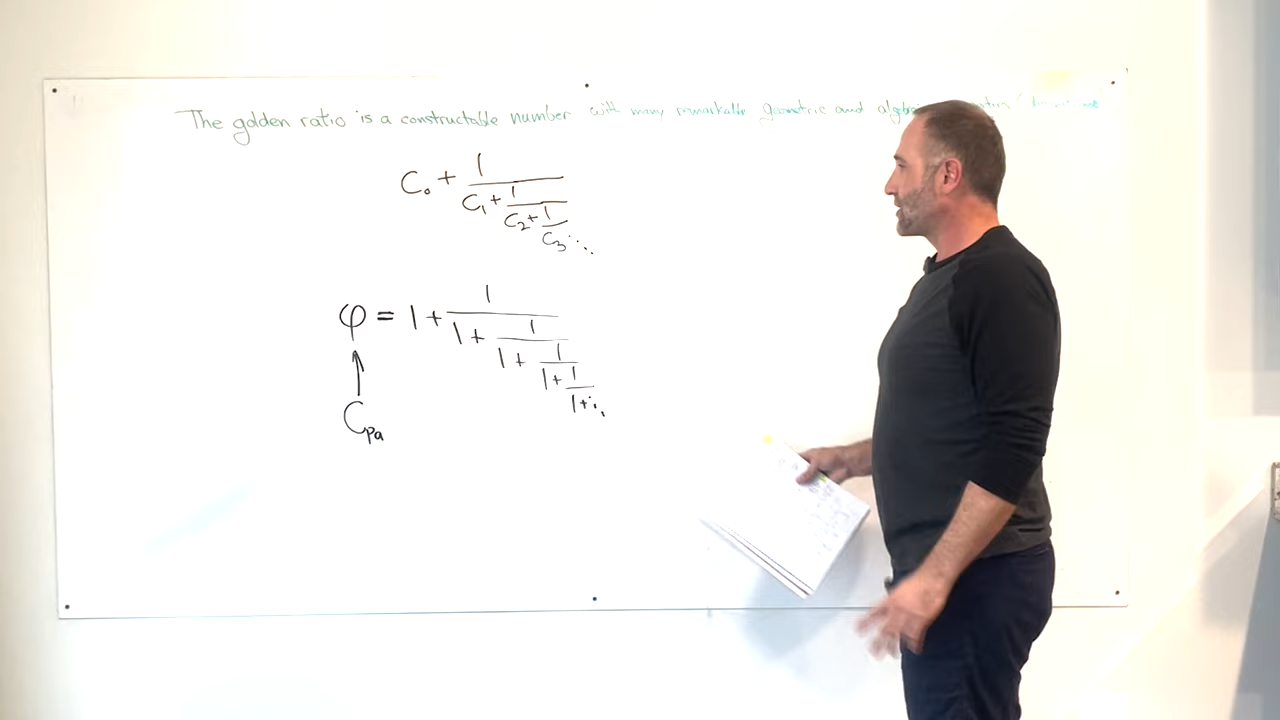 The golden ratio is a constructable number with many remarkable geometric and
C₀ + 1/(C₁ + 1/(C₂ + 1/(C₃ ⋱
φ = 1 + 1/(1 + 1/(1 + 1/(1 + 1/(1 + ⋱
↑
C_pa